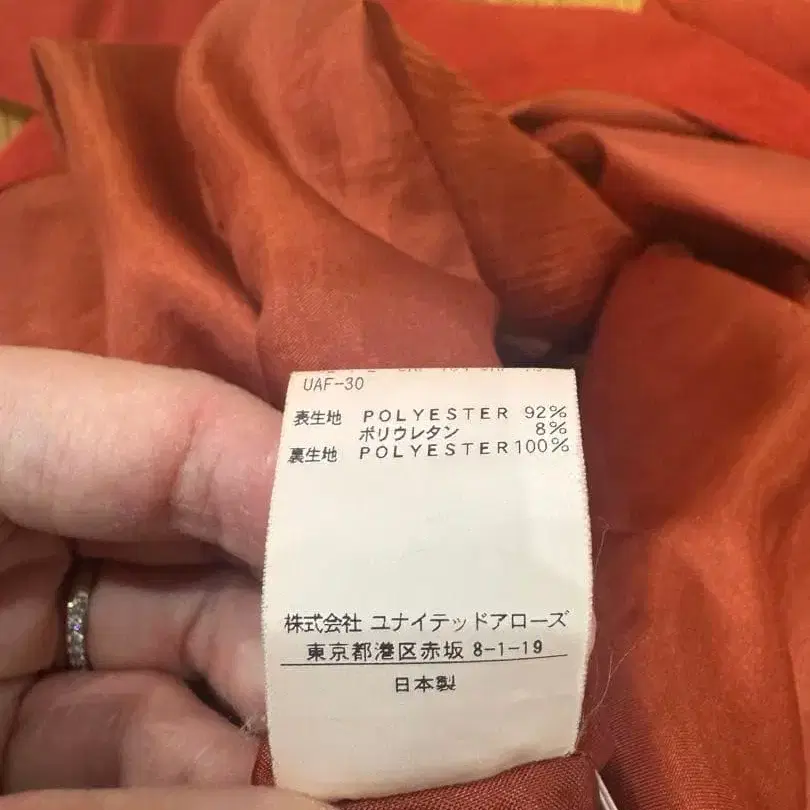 UAF-30
表生地 POLYESTER 92%
ポリウレタン 8%
裏生地 POLYESTER 100%
株式会社 ユナイテッドアローズ
東京都港区赤坂 8-1-19
日本製